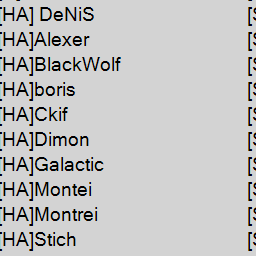 [HA] DeNiS [S
[HA]Alexer [S
[HA]BlackWolf [S
[HA]boris [S
[HA]Ckif [S
[HA]Dimon [S
[HA]Galactic [S
[HA]Montei [S
[HA]Montrei [S
[HA]Stich [S